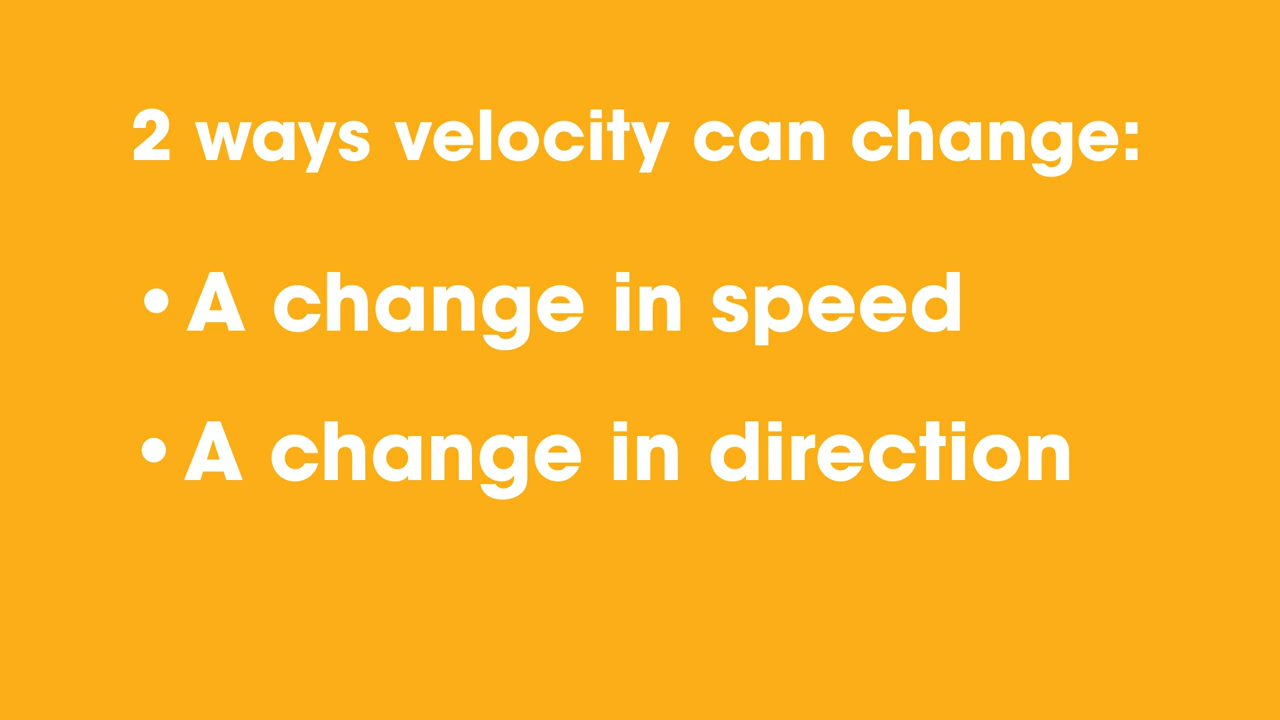 2 ways velocity can change:
• A change in speed
• A change in direction